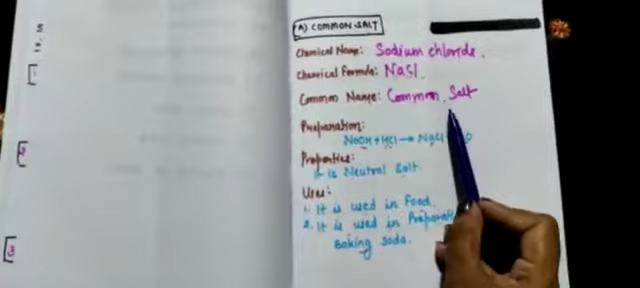 A) COMMON SALT
Chemical Name: Sodium chloride.
Chemical Formula: NaCl.
Common Name: Common Salt
Preparation:
NaOH + HCl → NaCl
Properties:
It is Neutral Salt.
Uses:
1. It is used in Food.
2. It is used in
Baking soda.